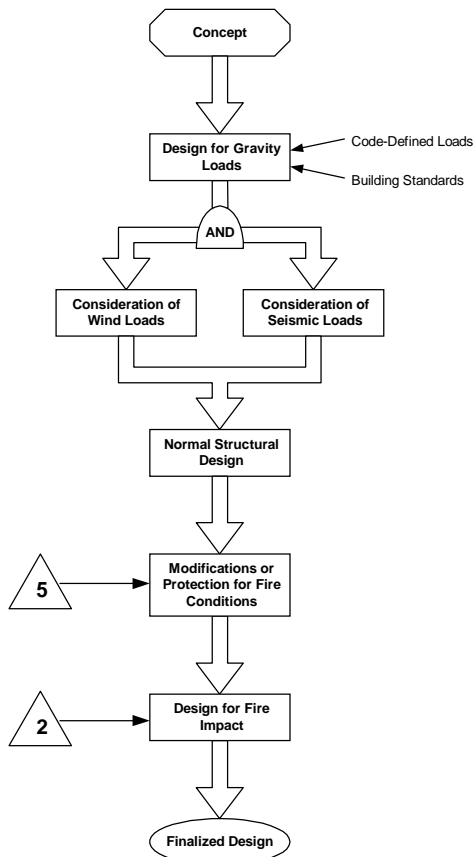 Concept
Design for Gravity
Loads
Code-Defined Loads
Building Standards
AND
Consideration of
Wind Loads
Consideration of
Seismic Loads
Normal Structural
Design
5
Modifications or
Protection for Fire
Conditions
2
Design for Fire
Impact
Finalized Design